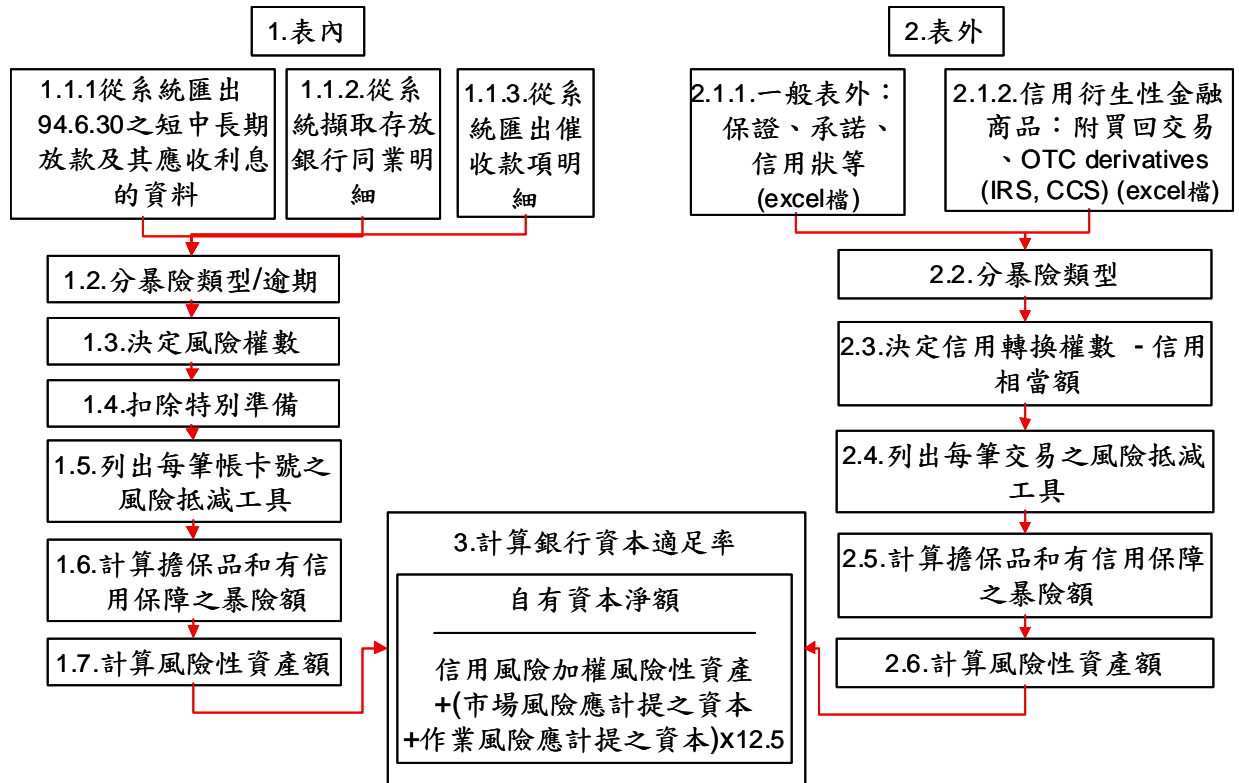 1.表內
2.表外
1.1.1從系統匯出
94.6.30之短中長期
放款及其應收利息
的資料
1.1.2.從系
統擷取存放
銀行同業明
細
1.1.3.從系
統匯出催
收款項明
細
2.1.1.一般表外：
保證、承諾、
信用狀等
(excel檔)
2.1.2.信用衍生性金融
商品：附買回交易
、OTC derivatives
(IRS, CCS) (excel檔)
1.2.分暴險類型/逾期
1.3.決定風險權數
1.4.扣除特別準備
1.5.列出每筆帳卡號之
風險抵減工具
1.6.計算擔保品和有信
用保障之暴險額
1.7.計算風險性資產額
2.2.分暴險類型
2.3.決定信用轉換權數 - 信用
相當額
2.4.列出每筆交易之風險抵減
工具
2.5.計算擔保品和有信用保障
之暴險額
2.6.計算風險性資產額
3.計算銀行資本適足率
自有資本淨額
信用風險加權風險性資產
+(市場風險應計提之資本
+作業風險應計提之資本)X12.5